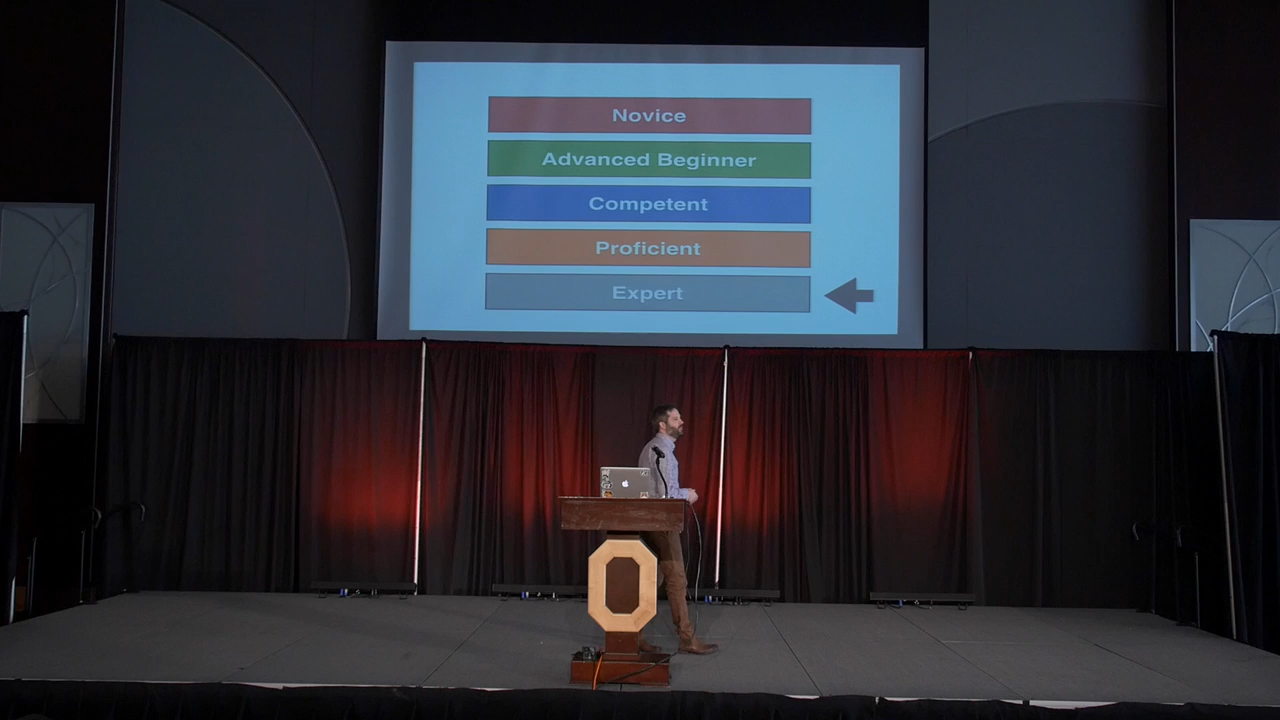 Novice
Advanced Beginner
Competent
Proficient
Expert
O